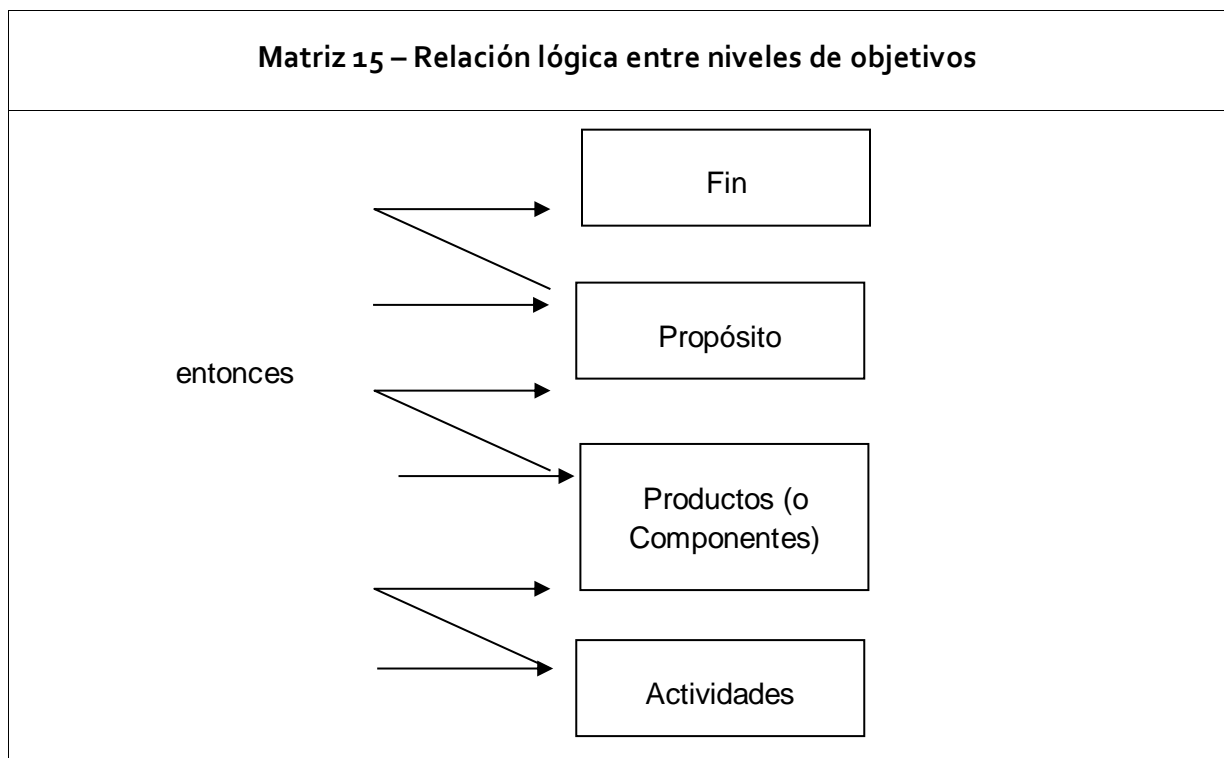 Matriz 15 – Relación lógica entre niveles de objetivos
Fin
Propósito
entonces
Productos (o
Componentes)
Actividades